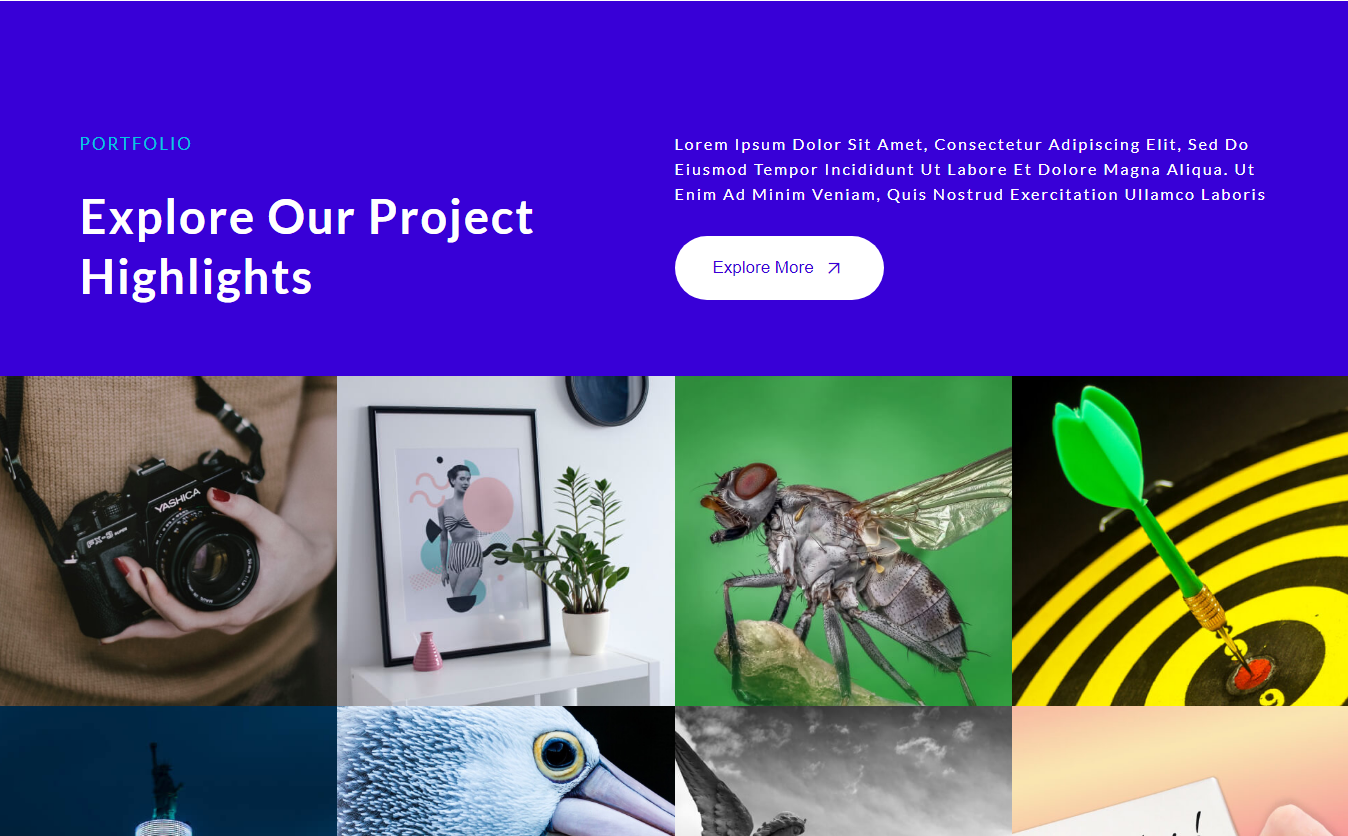 PORTFOLIO
Explore Our Project
Highlights
Lorem Ipsum Dolor Sit Amet, Consectetur Adipiscing Elit, Sed Do
Eiusmod Tempor Incididunt Ut Labore Et Dolore Magna Aliqua. Ut
Enim Ad Minim Veniam, Quis Nostrud Exercitation Ullamco Laboris
Explore More
YASHICA
FX-3 SUPER
9